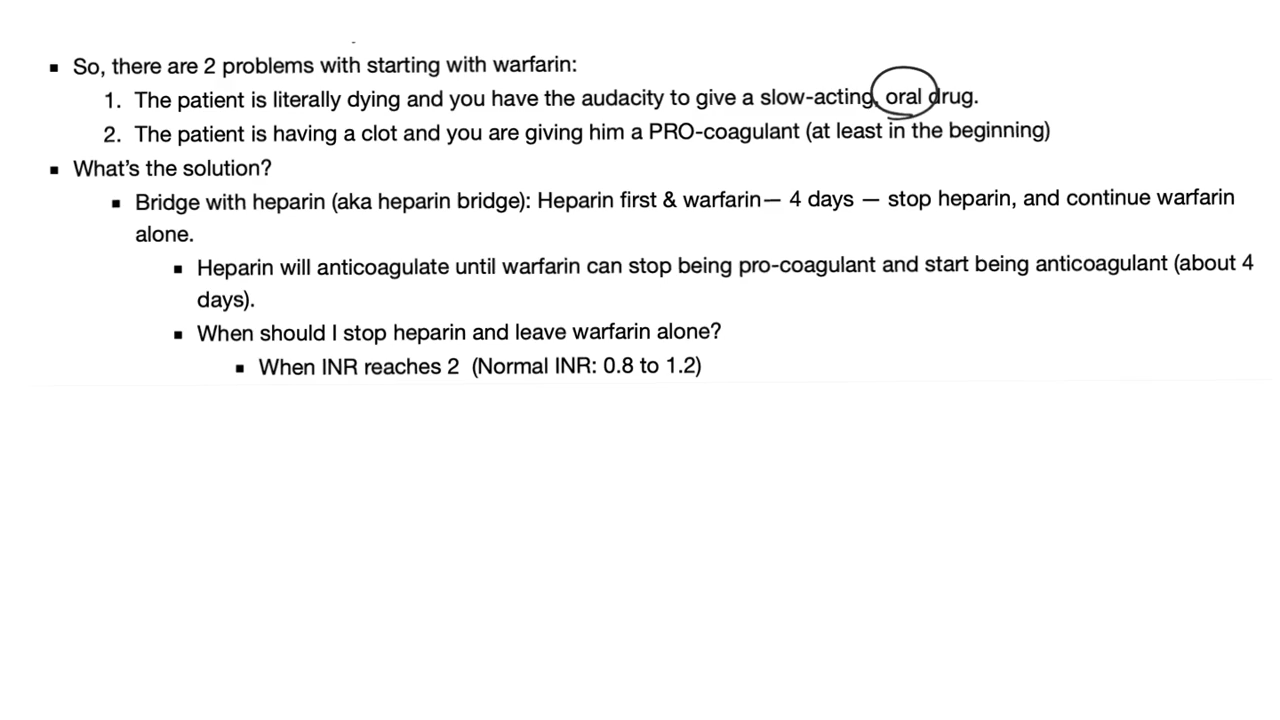 ▪ So, there are 2 problems with starting with warfarin:
1. The patient is literally dying and you have the audacity to give a slow-acting, oral drug.
2. The patient is having a clot and you are giving him a PRO-coagulant (at least in the beginning)
▪ What's the solution?
▪ Bridge with heparin (aka heparin bridge): Heparin first & warfarin— 4 days — stop heparin, and continue warfarin
alone.
▪ Heparin will anticoagulate until warfarin can stop being pro-coagulant and start being anticoagulant (about 4
days).
▪ When should I stop heparin and leave warfarin alone?
▪ When INR reaches 2 (Normal INR: 0.8 to 1.2)